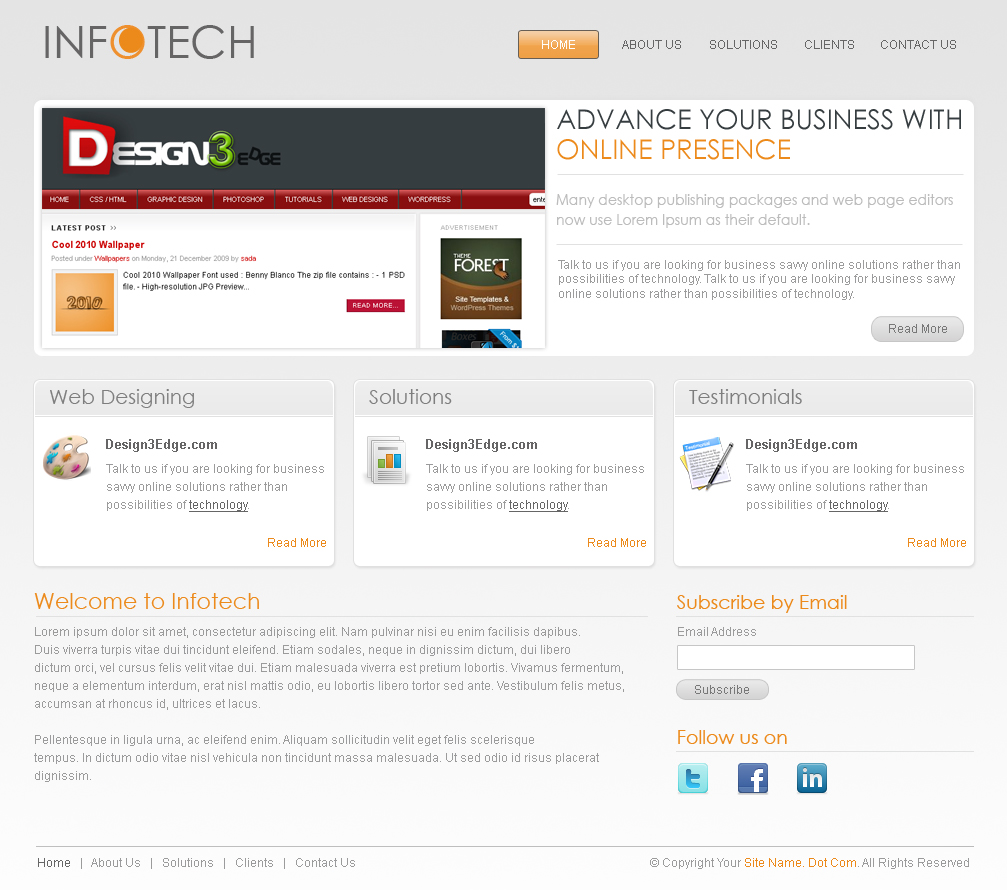 INFOTECH
HOME ABOUT US SOLUTIONS CLIENTS CONTACT US
DESIGN3EDGE
HOME CSS / HTML GRAPHIC DESIGN PHOTOSHOP TUTORIALS WEB DESIGNS WORDPRESS ente
LATEST POST >>
Cool 2010 Wallpaper
Posted under Wallpapers on Monday, 21 December 2009 by sada
2010
Cool 2010 Wallpaper Font used : Benny Blanco The zip file contains : - 1 PSD
file. - High-resolution JPG Preview...
READ MORE...
ADVERTISEMENT
THEME
FOREST
Site Templates &
WordPress Themes
From $
ADVANCE YOUR BUSINESS WITH
ONLINE PRESENCE
Many desktop publishing packages and web page editors
now use Lorem Ipsum as their default.
Talk to us if you are looking for business savvy online solutions rather than
possibilities of technology. Talk to us if you are looking for business savvy
online solutions rather than possibilities of technology.
Read More
Web Designing
Design3Edge.com
Talk to us if you are looking for business
savvy online solutions rather than
possibilities of technology.
Read More
Solutions
Design3Edge.com
Talk to us if you are looking for business
savvy online solutions rather than
possibilities of technology.
Read More
Testimonials
Design3Edge.com
Talk to us if you are looking for business
savvy online solutions rather than
possibilities of technology.
Read More
Welcome to Infotech
Lorem ipsum dolor sit amet, consectetur adipiscing elit. Nam pulvinar nisi eu enim facilisis dapibus.
Duis viverra turpis vitae dui tincidunt eleifend. Etiam sodales, neque in dignissim dictum, dui libero
dictum orci, vel cursus felis velit vitae dui. Etiam malesuada viverra est pretium lobortis. Vivamus fermentum,
neque a elementum interdum, erat nisl mattis odio, eu lobortis libero tortor sed ante. Vestibulum felis metus,
accumsan at rhoncus id, ultrices et lacus.
Pellentesque in ligula urna, ac eleifend enim. Aliquam sollicitudin velit eget felis scelerisque
tempus. In dictum odio vitae nisl vehicula non tincidunt massa malesuada. Ut sed odio id risus placerat
dignissim.
Subscribe by Email
Email Address
Subscribe
Follow us on
t f in
Home | About Us | Solutions | Clients | Contact Us
© Copyright Your Site Name. Dot Com. All Rights Reserved